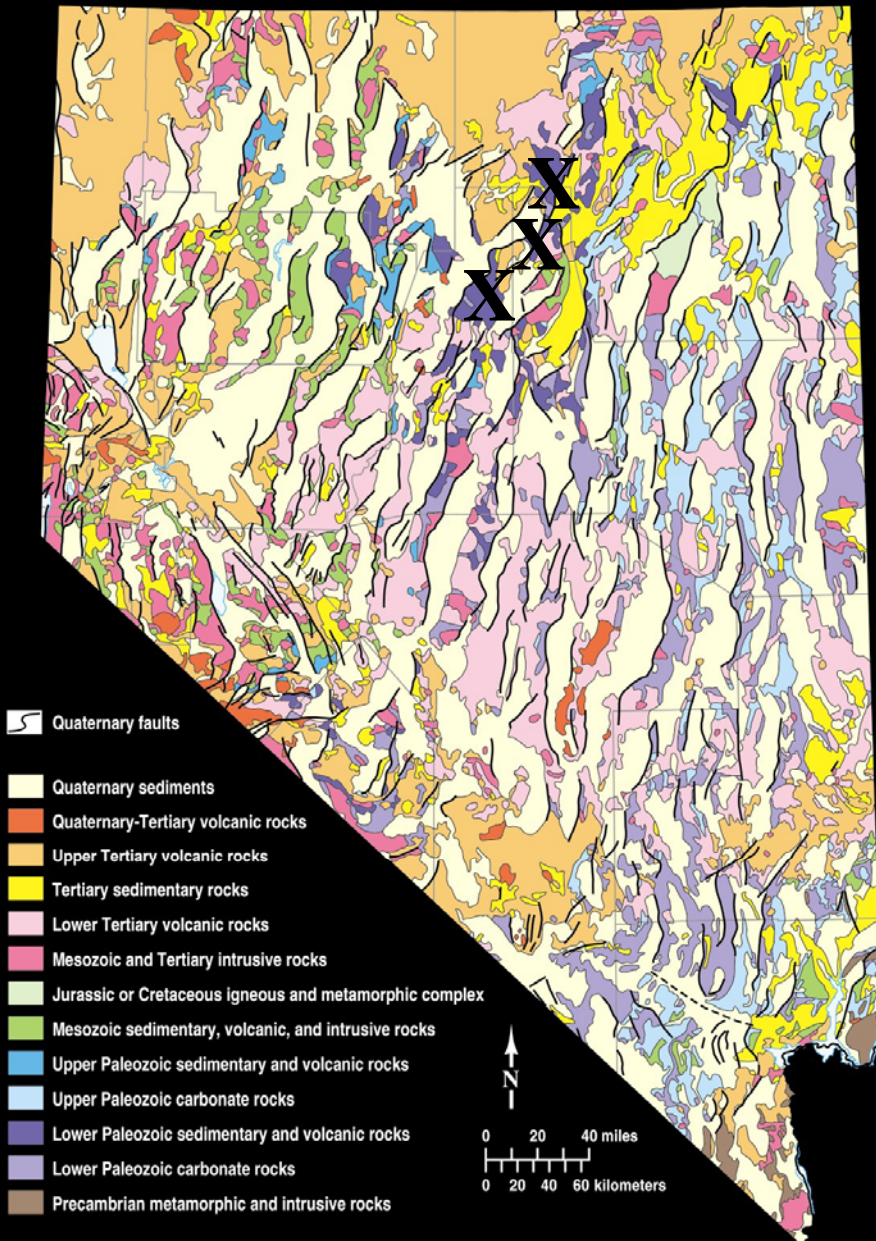 X
X
X
Quaternary faults
Quaternary sediments
Quaternary-Tertiary volcanic rocks
Upper Tertiary volcanic rocks
Tertiary sedimentary rocks
Lower Tertiary volcanic rocks
Mesozoic and Tertiary intrusive rocks
Jurassic or Cretaceous igneous and metamorphic complex
Mesozoic sedimentary, volcanic, and intrusive rocks
Upper Paleozoic sedimentary and volcanic rocks
Upper Paleozoic carbonate rocks
Lower Paleozoic sedimentary and volcanic rocks
Lower Paleozoic carbonate rocks
Precambrian metamorphic and intrusive rocks
N
0 20 40 miles
0 20 40 60 kilometers